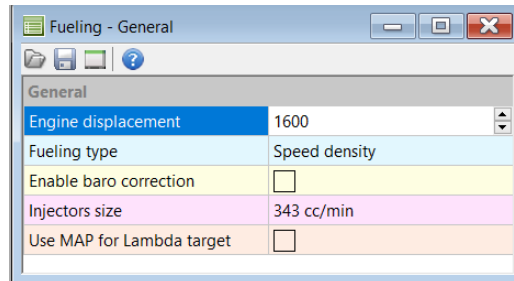 Fueling - General
General
Engine displacement 1600
Fueling type Speed density
Enable baro correction
Injectors size 343 cc/min
Use MAP for Lambda target